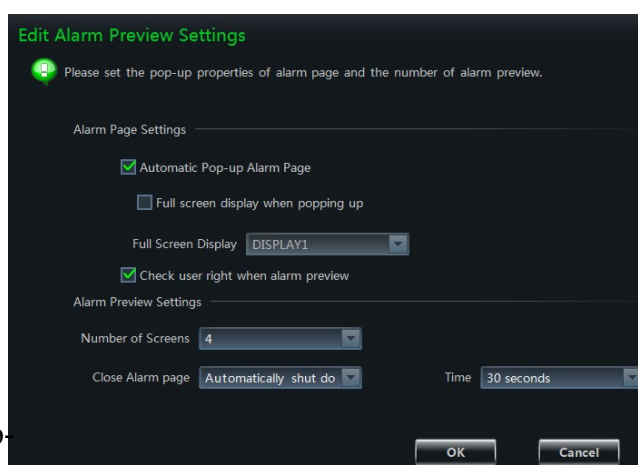 Edit Alarm Preview Settings
Please set the pop-up properties of alarm page and the number of alarm preview.
Alarm Page Settings
Automatic Pop-up Alarm Page
Full screen display when popping up
Full Screen Display DISPLAY1
Check user right when alarm preview
Alarm Preview Settings
Number of Screens 4
Close Alarm page Automatically shut do Time 30 seconds
OK Cancel